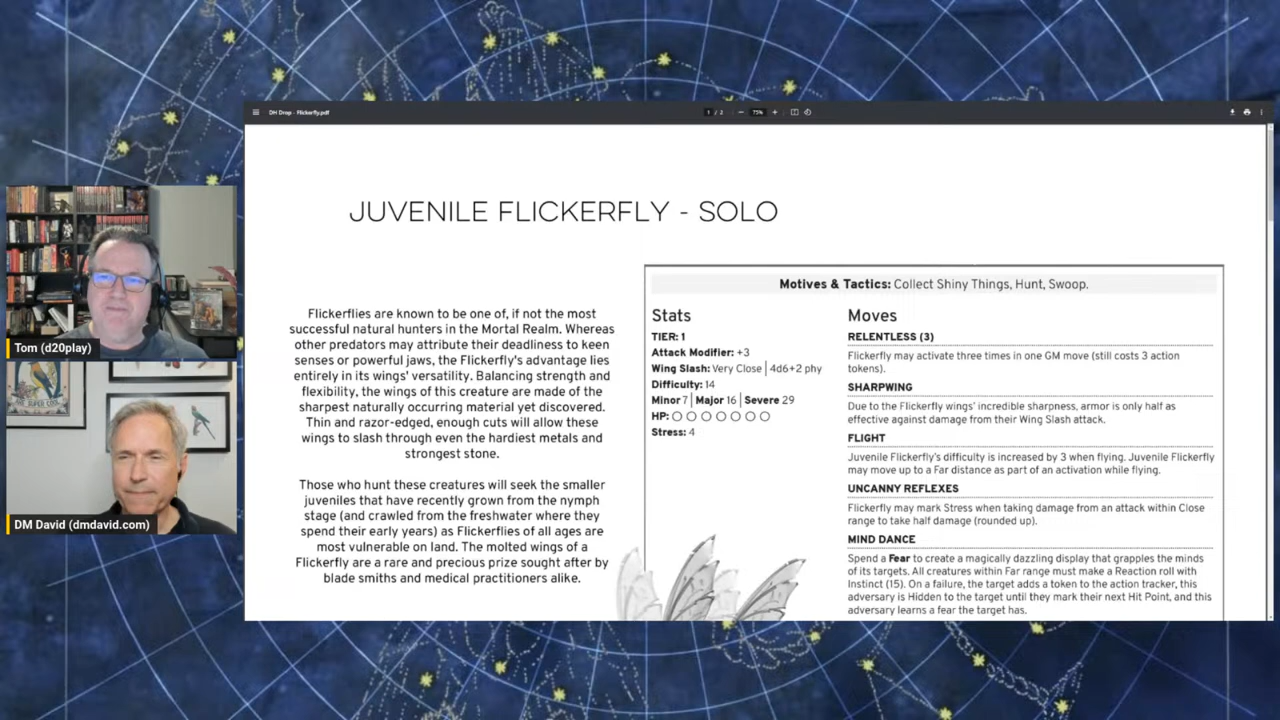 DH Drop - Flickerfly.pdf
1 / 2
75%
JUVENILE FLICKERFLY - SOLO
Flickerflies are known to be one of, if not the most
successful natural hunters in the Mortal Realm. Whereas
other predators may attribute their deadliness to keen
senses or powerful jaws, the Flickerfly's advantage lies
entirely in its wings' versatility. Balancing strength and
flexibility, the wings of this creature are made of the
sharpest naturally occurring material yet discovered.
Thin and razor-edged, enough cuts will allow these
wings to slash through even the hardiest metals and
strongest stone.
Those who hunt these creatures will seek the smaller
juveniles that have recently grown from the nymph
stage (and crawled from the freshwater where they
spend their early years) as Flickerflies of all ages are
most vulnerable on land. The molted wings of a
Flickerfly are a rare and precious prize sought after by
blade smiths and medical practitioners alike.
Motives & Tactics: Collect Shiny Things, Hunt, Swoop.
Stats
TIER: 1
Attack Modifier: +3
Wing Slash: Very Close | 4d6+2 phy
Difficulty: 14
Minor 7 | Major 16 | Severe 29
HP:
Stress: 4
Moves
RELENTLESS (3)
Flickerfly may activate three times in one GM move (still costs 3 action
tokens).
SHARPWING
Due to the Flickerfly wings' incredible sharpness, armor is only half as
effective against damage from their Wing Slash attack.
FLIGHT
Juvenile Flickerfly's difficulty is increased by 3 when flying. Juvenile Flickerfly
may move up to a Far distance as part of an activation while flying.
UNCANNY REFLEXES
Flickerfly may mark Stress when taking damage from an attack within Close
range to take half damage (rounded up).
MIND DANCE
Spend a Fear to create a magically dazzling display that grapples the minds
of its targets. All creatures within Far range must make a Reaction roll with
Instinct (15). On a failure, the target adds a token to the action tracker, this
adversary is Hidden to the target until they mark their next Hit Point, and this
adversary learns a fear the target has.
Tom (d20play)
DM David (dmdavid.com)